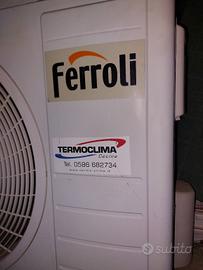 Ferroli
TERMOCLIMA
Cecina
Tel. 0586 682734
subito